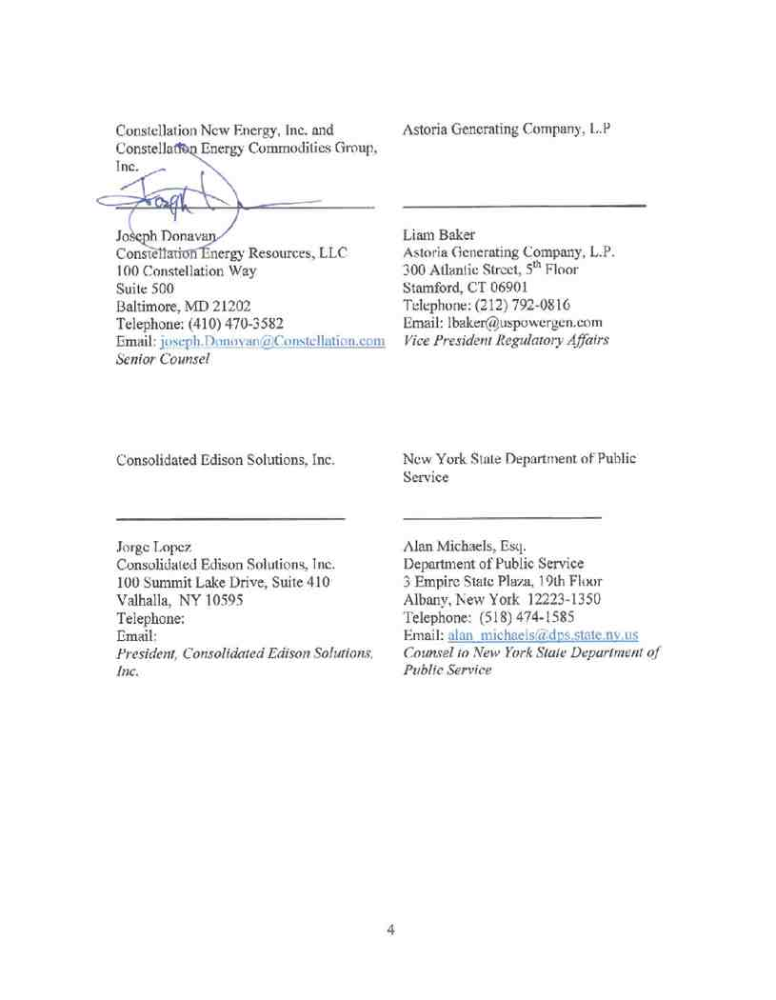 Constellation New Energy, Inc. and
Constellation Energy Commodities Group,
Inc.
Joseph
Joseph Donavan
Constellation Energy Resources, LLC
100 Constellation Way
Suite 500
Baltimore, MD 21202
Telephone: (410) 470-3582
Email: joseph.Donovan@Constellation.com
Senior Counsel
Astoria Generating Company, L.P
Liam Baker
Astoria Generating Company, L.P.
300 Atlantic Street, 5th Floor
Stamford, CT 06901
Telephone: (212) 792-0816
Email: lbaker@uspowergen.com
Vice President Regulatory Affairs
Consolidated Edison Solutions, Inc.
Jorge Lopez
Consolidated Edison Solutions, Inc.
100 Summit Lake Drive, Suite 410
Valhalla, NY 10595
Telephone:
Email:
President, Consolidated Edison Solutions,
Inc.
New York State Department of Public
Service
Alan Michaels, Esq.
Department of Public Service
3 Empire State Plaza, 19th Floor
Albany, New York 12223-1350
Telephone: (518) 474-1585
Email: alan_michaels@dps.state.ny.us
Counsel to New York State Department of
Public Service
4